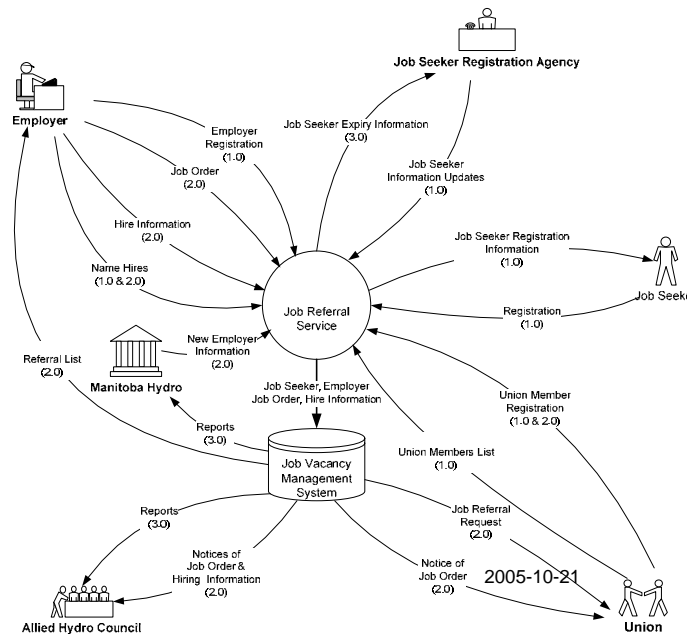 Job Seeker Registration Agency
Employer
Employer
Registration
(1.0)
Job Seeker Expiry Information
(3.0)
Job Order
(2.0)
Job Seeker
Information Updates
(1.0)
Hire Information
(2.0)
Job Seeker Registration
Information
(1.0)
Name Hires
(1.0 & 2.0)
Job Seeke
Job Referral
Service
Registration
(1.0)
New Employer
Information
(2.0)
Referral List
(2.0)
Manitoba Hydro
Job Seeker, Employer
Job Order, Hire Information
Union Member
Registration
(1.0 & 2.0)
Reports
(3.0)
Union Members List
(1.0)
Job Vacancy
Management
System
Reports
(3.0)
Job Referral
Request
(2.0)
Notices of
Job Order &
Hiring Information
(2.0)
Notice of
Job Order
(2.0)
2005-10-21
Allied Hydro Council
Union